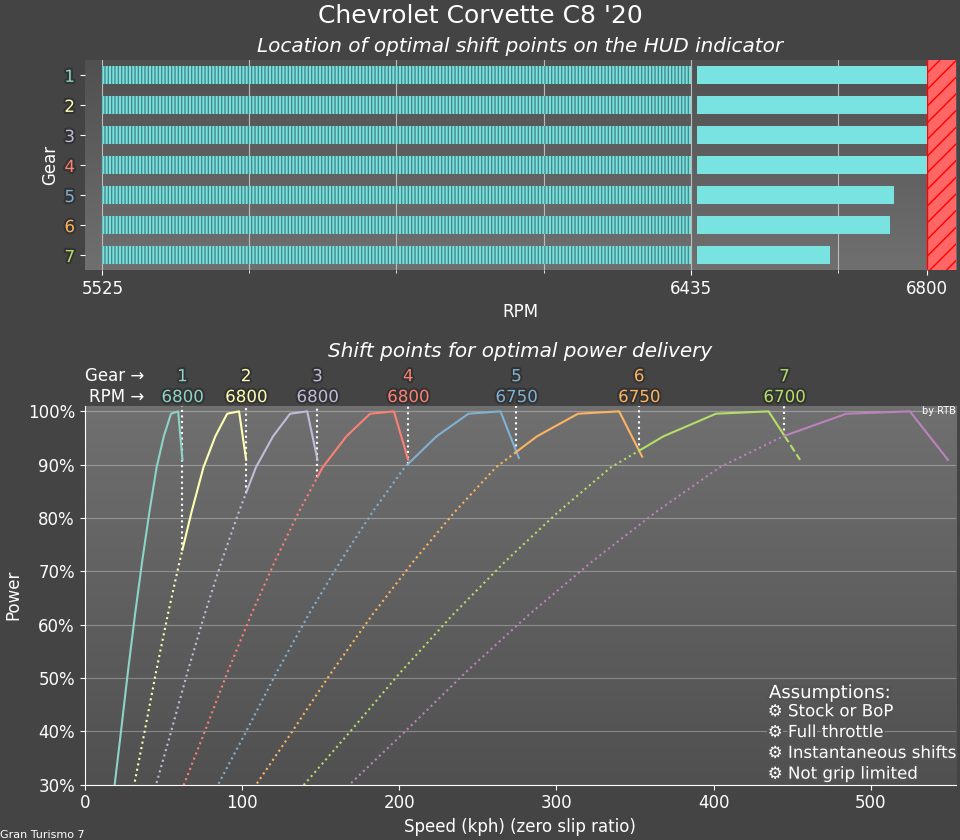 Chevrolet Corvette C8 '20
Location of optimal shift points on the HUD indicator
Gear
1
2
3
4
5
6
7
5525 6435 6800
RPM
Shift points for optimal power delivery
Gear → 1 2 3 4 5 6 7
RPM → 6800 6800 6800 6800 6750 6750 6700
by RTB
100%
90%
80%
70%
60%
50%
40%
30%
Power
Assumptions:
⚙ Stock or BoP
⚙ Full throttle
⚙ Instantaneous shifts
⚙ Not grip limited
0 100 200 300 400 500
Speed (kph) (zero slip ratio)
Gran Turismo 7